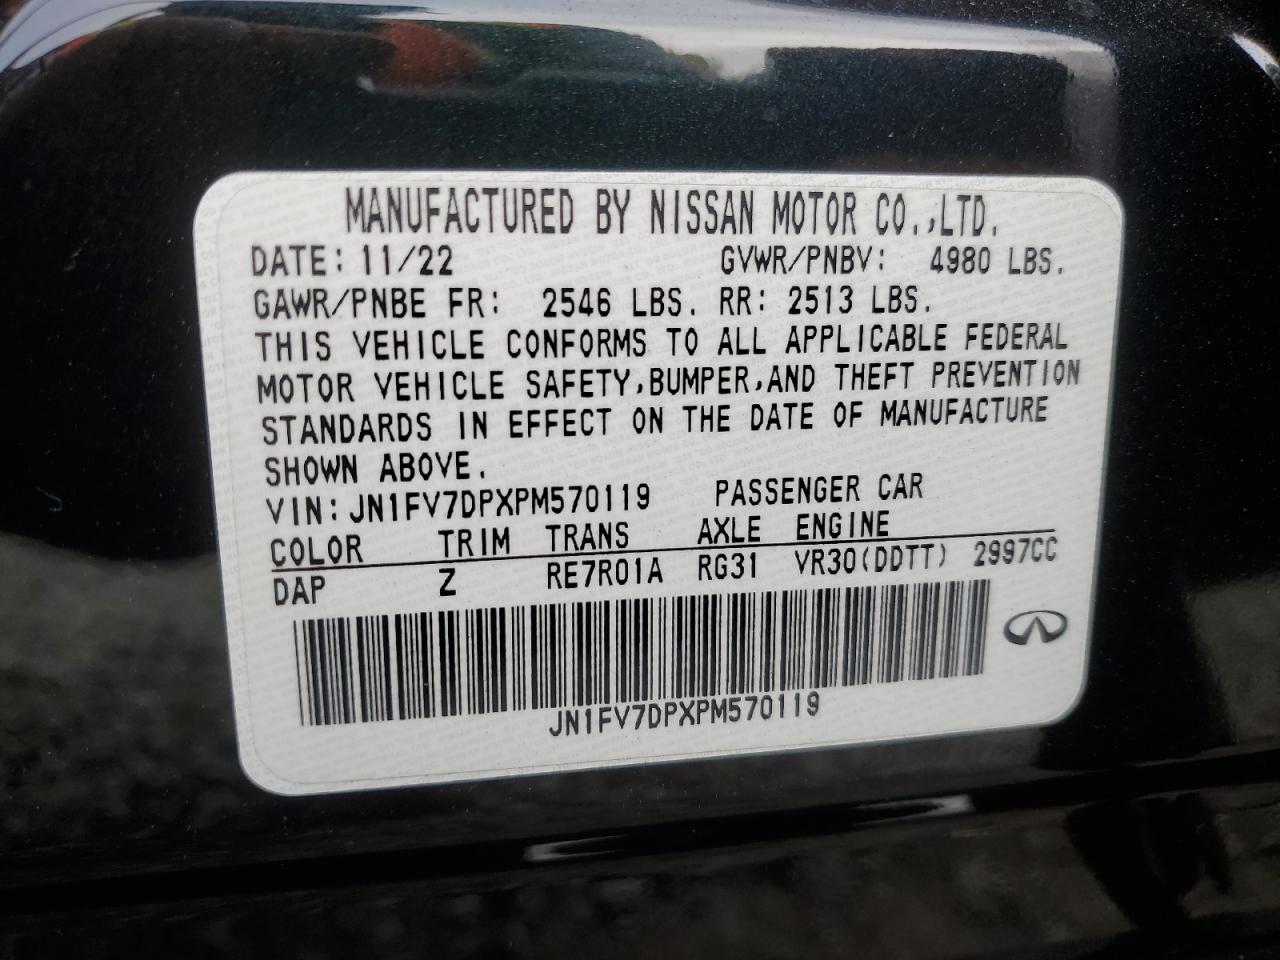 MANUFACTURED BY NISSAN MOTOR CO.,LTD.
DATE: 11/22 GVWR/PNBV: 4980 LBS.
GAWR/PNBE FR: 2546 LBS. RR: 2513 LBS.
THIS VEHICLE CONFORMS TO ALL APPLICABLE FEDERAL
MOTOR VEHICLE SAFETY,BUMPER,AND THEFT PREVENTION
STANDARDS IN EFFECT ON THE DATE OF MANUFACTURE
SHOWN ABOVE.
VIN: JN1FV7DPXPM570119 PASSENGER CAR
COLOR TRIM TRANS AXLE ENGINE
DAP Z RE7R01A RG31 VR30(DDTT) 2997CC
JN1FV7DPXPM570119